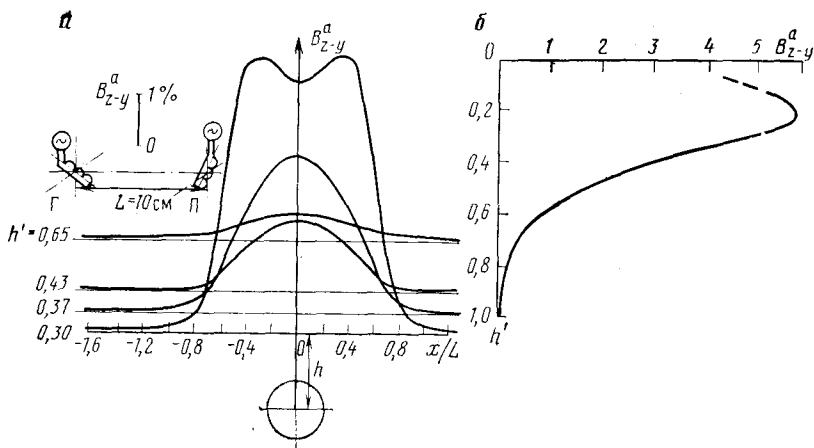 а
B^a_{z-y}
B^a_{z-y} 1%
0
L=10 см
Г П
h'=0,65
0,43
0,37
0,30
-1,6 -1,2 -0,8 -0,4 0 0,4 0,8 x/L
h
б
0 1 2 3 4 5 B^a_{z-y}
0,2
0,4
0,6
0,8
1,0
h'